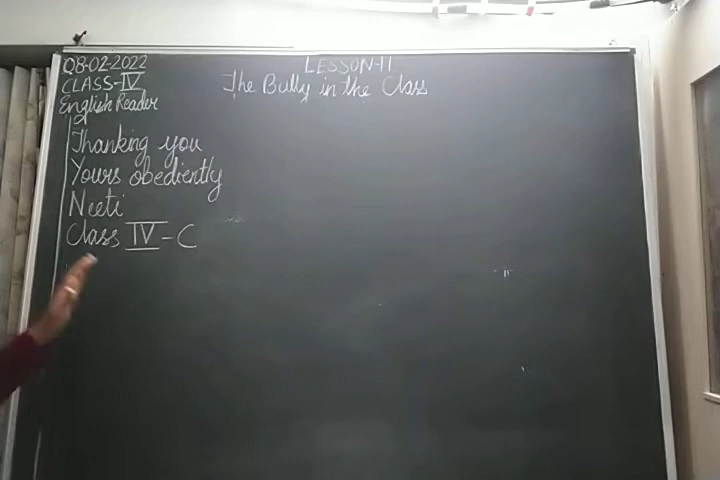 08-02-2022
LESSON-11
CLASS-IV
The Bully in the Class
English Reader
Thanking you
Yours obediently
Neeti
Class IV-C